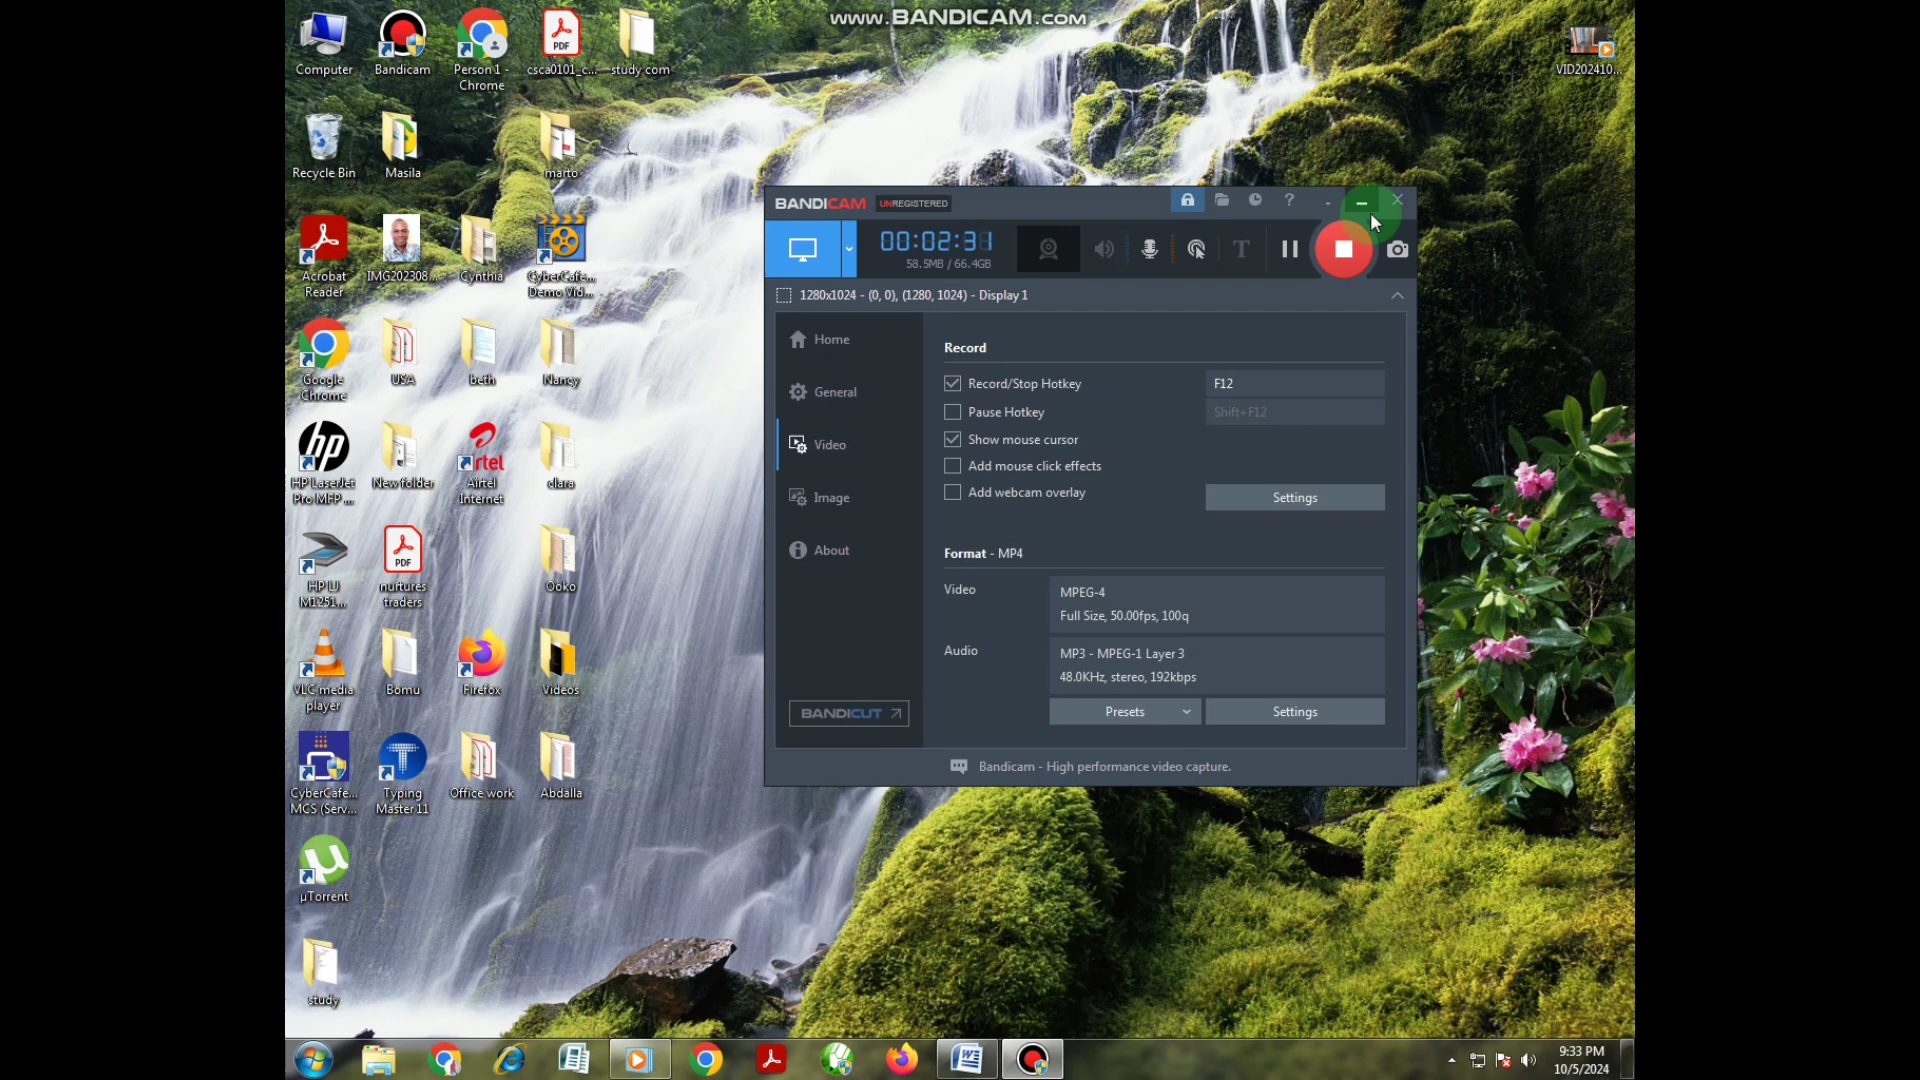 www.BANDICAM.com
Computer
Bandicam
Person 1 -
Chrome
PDF
csca0101_c...
study com
VID202410...
Recycle Bin
Masila
marto
Acrobat
Reader
IMG202308...
Cynthia
CyberCafe...
Demo Vid...
Google
Chrome
USA
beth
Nancy
hp
HP LaserJet
Pro MFP ...
New folder
airtel
Airtel
Internet
clara
HP LJ
M1251...
PDF
nurtures
traders
Ooko
VLC media
player
Bomu
Firefox
Videos
CyberCafe...
MCS (Serv...
Typing
Master 11
Office work
Abdalla
µTorrent
study
BANDICAM UNREGISTERED
?
00:02:31
58.5MB / 66.4GB
T
1280x1024 - (0, 0), (1280, 1024) - Display 1
Home
General
Video
Image
About
BANDICUT
Record
Record/Stop Hotkey F12
Pause Hotkey Shift+F12
Show mouse cursor
Add mouse click effects
Add webcam overlay
Settings
Format - MP4
Video MPEG-4
Full Size, 50.00fps, 100q
Audio MP3 - MPEG-1 Layer 3
48.0KHz, stereo, 192kbps
Presets Settings
Bandicam - High performance video capture.
9:33 PM
10/5/2024